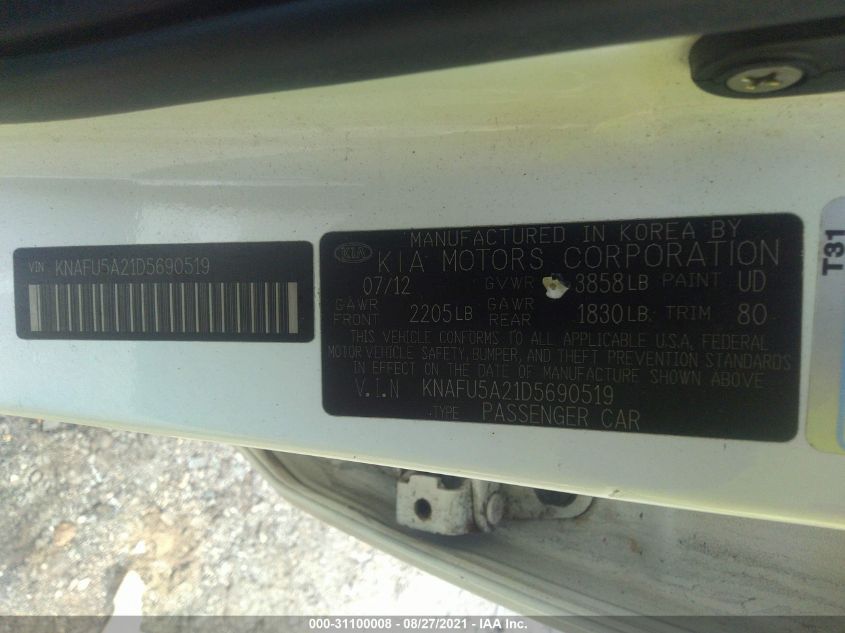 VIN KNAFU5A21D5690519
KIA
MANUFACTURED IN KOREA BY
KIA MOTORS CORPORATION
07/12 GVWR 3858LB PAINT UD
GAWR FRONT 2205LB GAWR REAR 1830LB TRIM 80
THIS VEHICLE CONFORMS TO ALL APPLICABLE U.S.A. FEDERAL
MOTOR VEHICLE SAFETY, BUMPER, AND THEFT PREVENTION STANDARDS
IN EFFECT ON THE DATE OF MANUFACTURE SHOWN ABOVE
V.I.N KNAFU5A21D5690519
TYPE PASSENGER CAR
T31
000-31100008 - 08/27/2021 - IAA Inc.